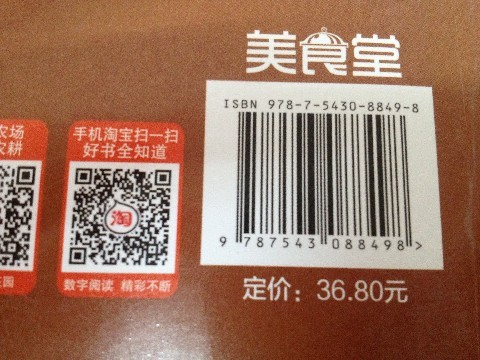 美食堂
ISBN 978-7-5430-8849-8
9 787543 088498 >
定价：36.80元
手机淘宝扫一扫
好书全知道
淘
数字阅读 精彩不断
农场
农耕